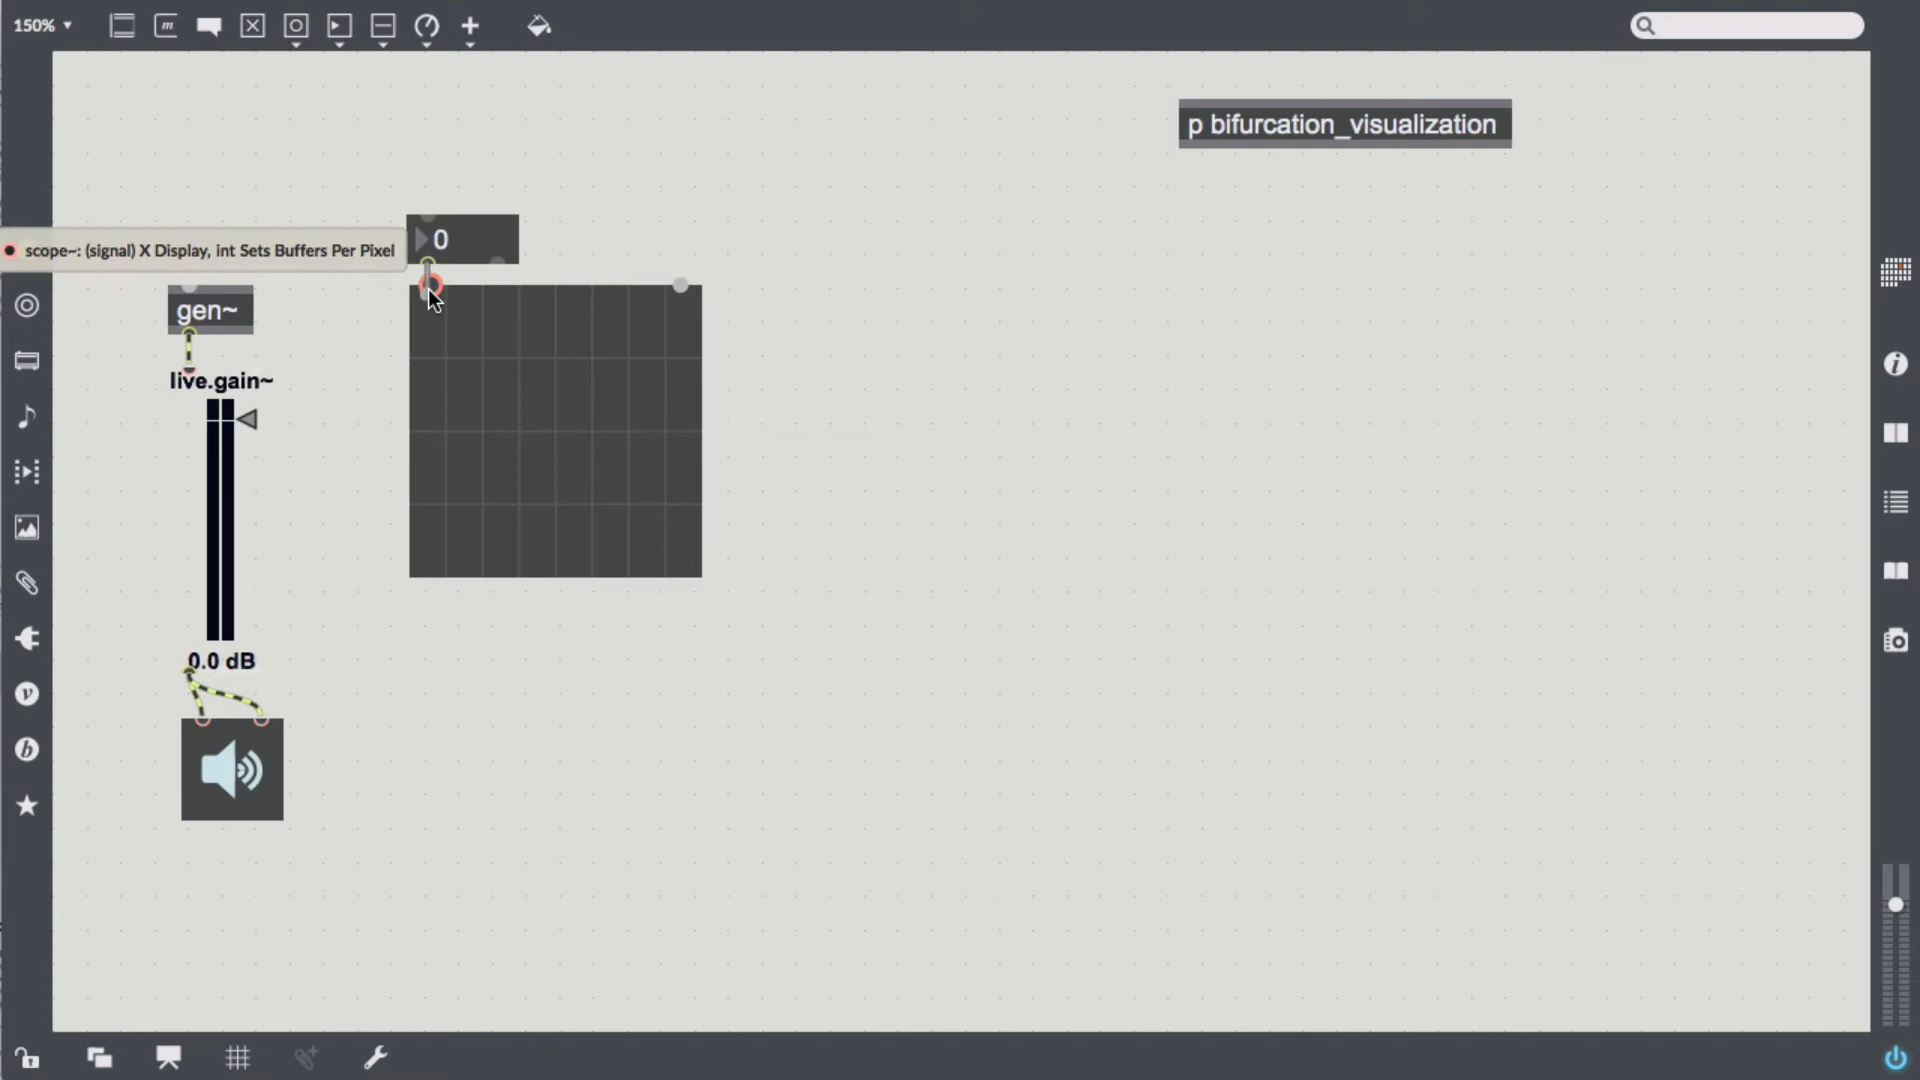 150%
p bifurcation_visualization
0
scope~: (signal) X Display, int Sets Buffers Per Pixel
gen~
live.gain~
0.0 dB